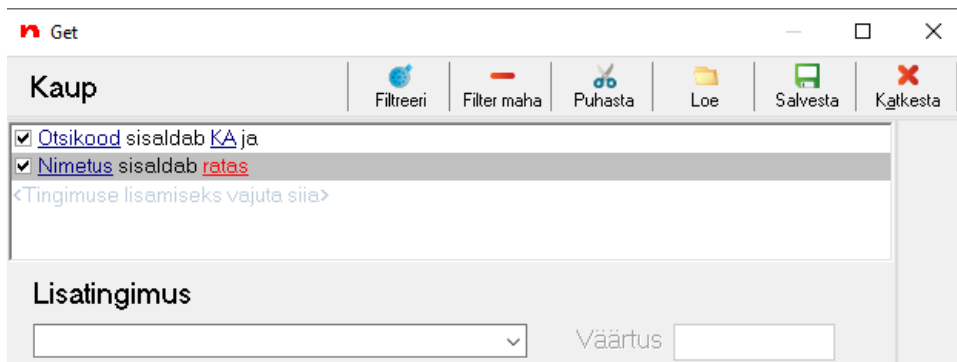 Get
Kaup
Filtreeri
Filter maha
Puhasta
Loe
Salvesta
Katkesta
Otsikood sisaldab KA ja
Nimetus sisaldab ratas
<Tingimuse lisamiseks vajuta siia>
Lisatingimus
Väärtus